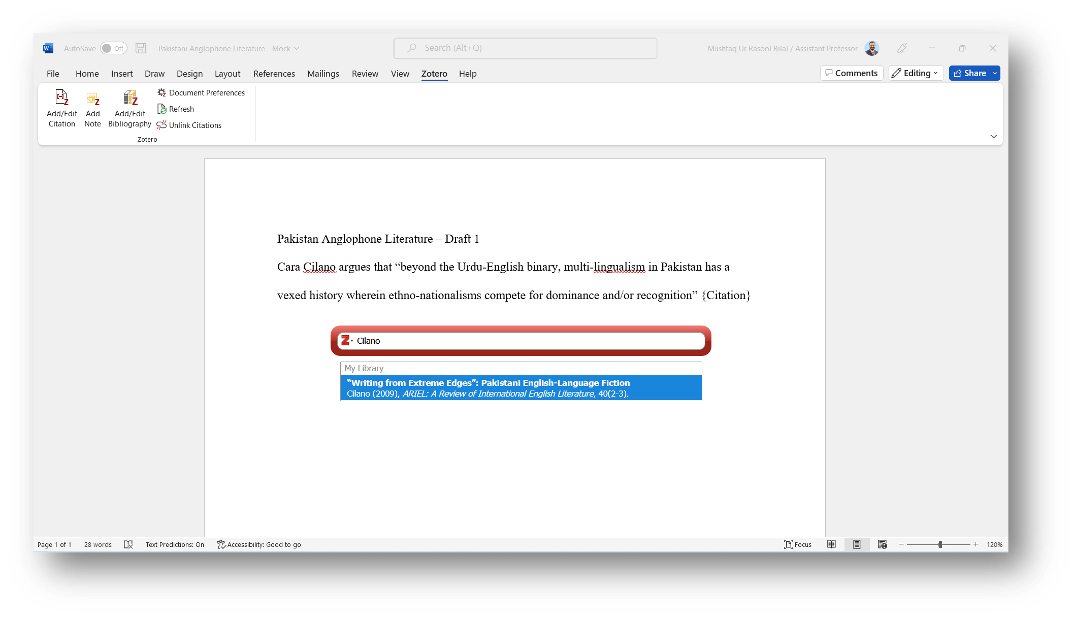 AutoSave Off Pakistani Anglophone Literature - Mock Search (Alt+Q) Mushtaq Ur Rasool Bilal / Assistant Professor
File Home Insert Draw Design Layout References Mailings Review View Zotero Help Comments Editing Share
Add/Edit Citation
Add Note
Add/Edit Bibliography
Document Preferences
Refresh
Unlink Citations
Zotero
Pakistan Anglophone Literature – Draft 1
Cara Cilano argues that “beyond the Urdu-English binary, multi-lingualism in Pakistan has a
vexed history wherein ethno-nationalisms compete for dominance and/or recognition” {Citation}
Z Cilano
My Library
“Writing from Extreme Edges”: Pakistani English-Language Fiction
Cilano (2009), ARIEL: A Review of International English Literature, 40(2-3).
Page 1 of 1 28 words Text Predictions: On Accessibility: Good to go Focus 120%